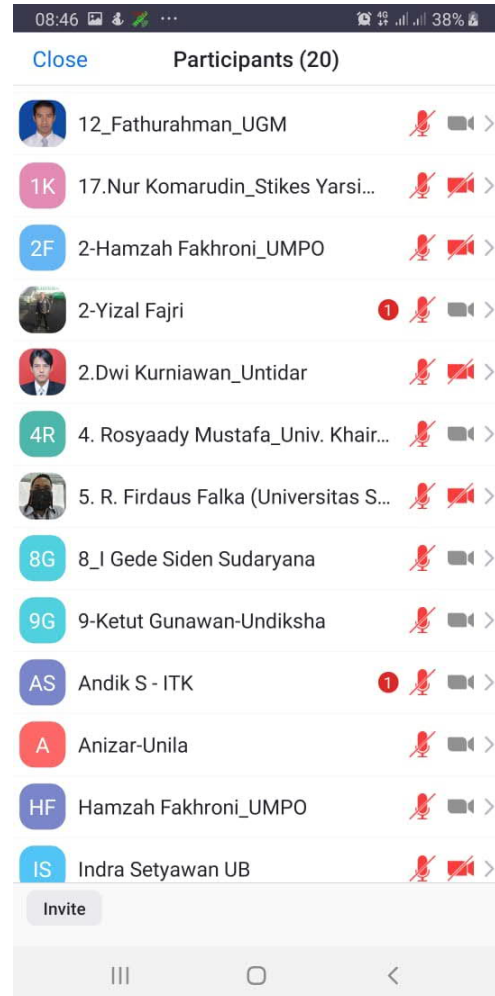 08:46 ... 4G 38%
Close Participants (20)
12_Fathurahman_UGM
1K 17.Nur Komarudin_Stikes Yarsi...
2F 2-Hamzah Fakhroni_UMPO
2-Yizal Fajri 1
2.Dwi Kurniawan_Untidar
4R 4. Rosyaady Mustafa_Univ. Khair...
5. R. Firdaus Falka (Universitas S...
8G 8_I Gede Siden Sudaryana
9G 9-Ketut Gunawan-Undiksha
AS Andik S - ITK 1
A Anizar-Unila
HF Hamzah Fakhroni_UMPO
IS Indra Setyawan UB
Invite